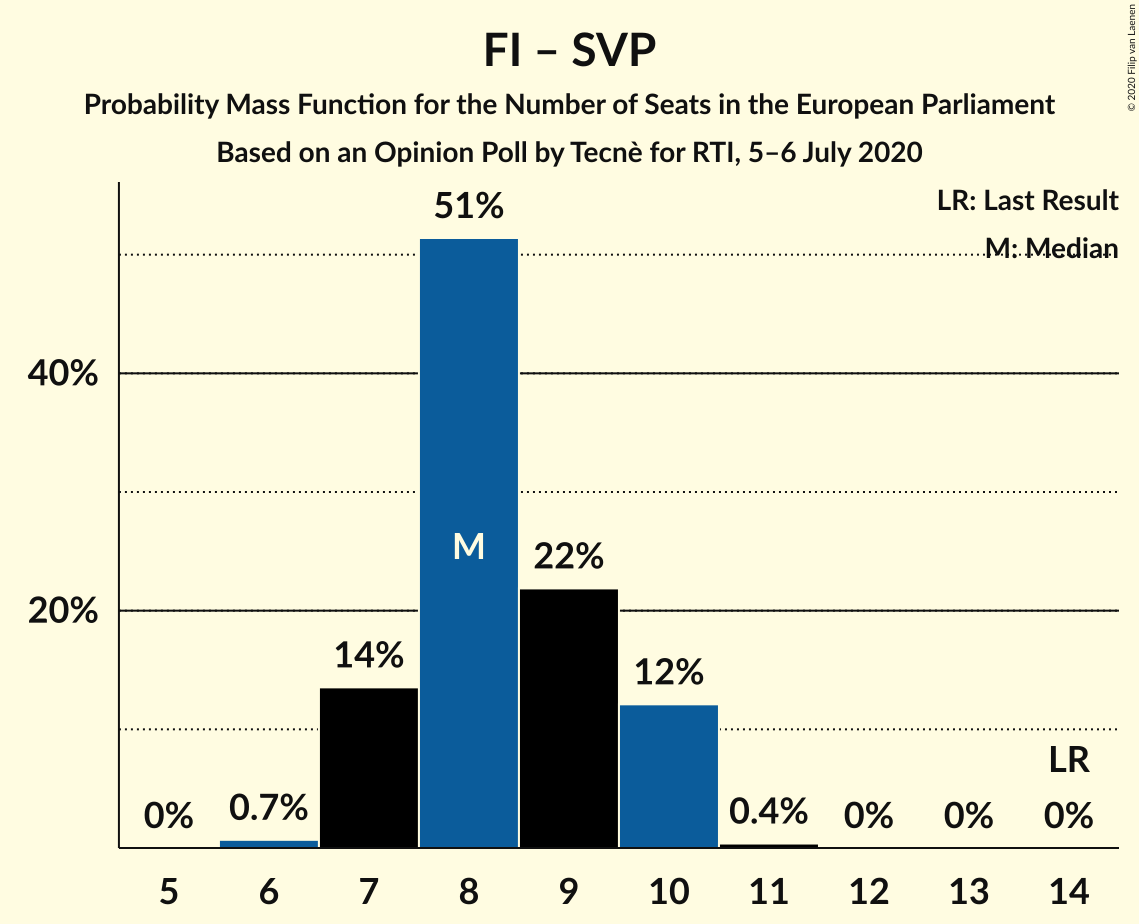 FI – SVP
Probability Mass Function for the Number of Seats in the European Parliament
Based on an Opinion Poll by Tecnè for RTI, 5–6 July 2020
© 2020 Filip van Laenen
LR: Last Result
M: Median
40%
20%
0%
0.7%
14%
51%
M
22%
12%
0.4%
0%
0%
LR
0%
5 6 7 8 9 10 11 12 13 14